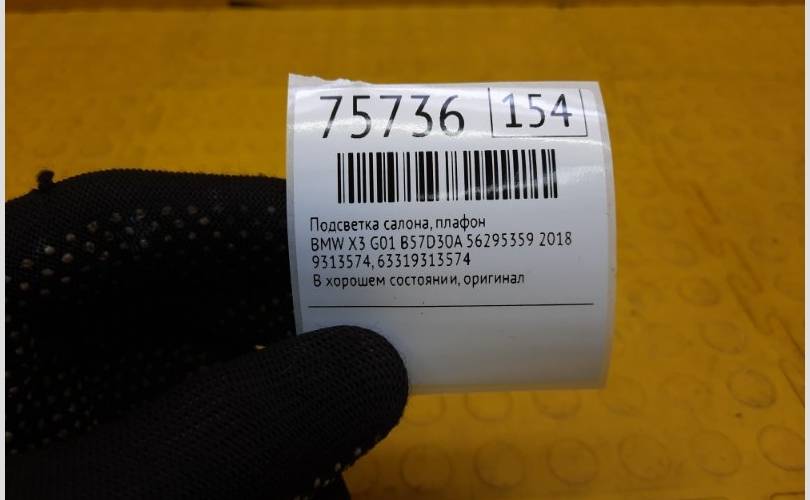 75736 154
Подсветка салона, плафон
BMW X3 G01 B57D30A 56295359 2018
9313574, 63319313574
В хорошем состоянии, оригинал